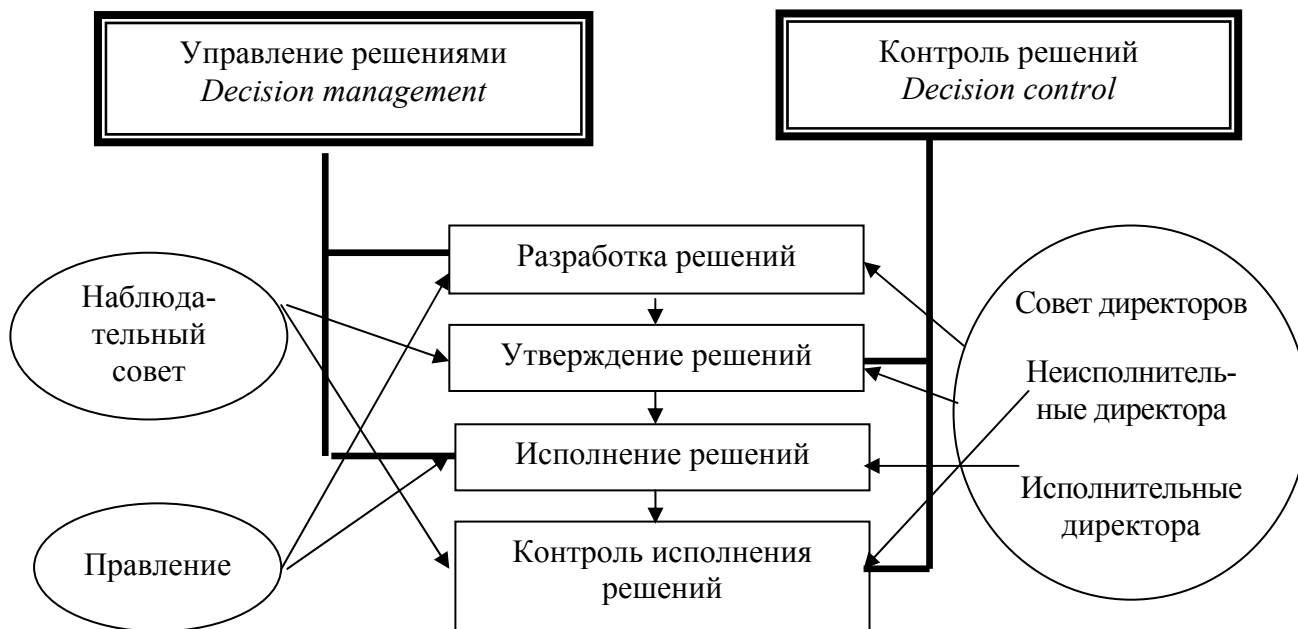 Управление решениями
Decision management
Контроль решений
Decision control
Разработка решений
Утверждение решений
Исполнение решений
Контроль исполнения
решений
Наблюда-
тельный
совет
Правление
Совет директоров
Неисполнитель-
ные директора
Исполнительные
директора